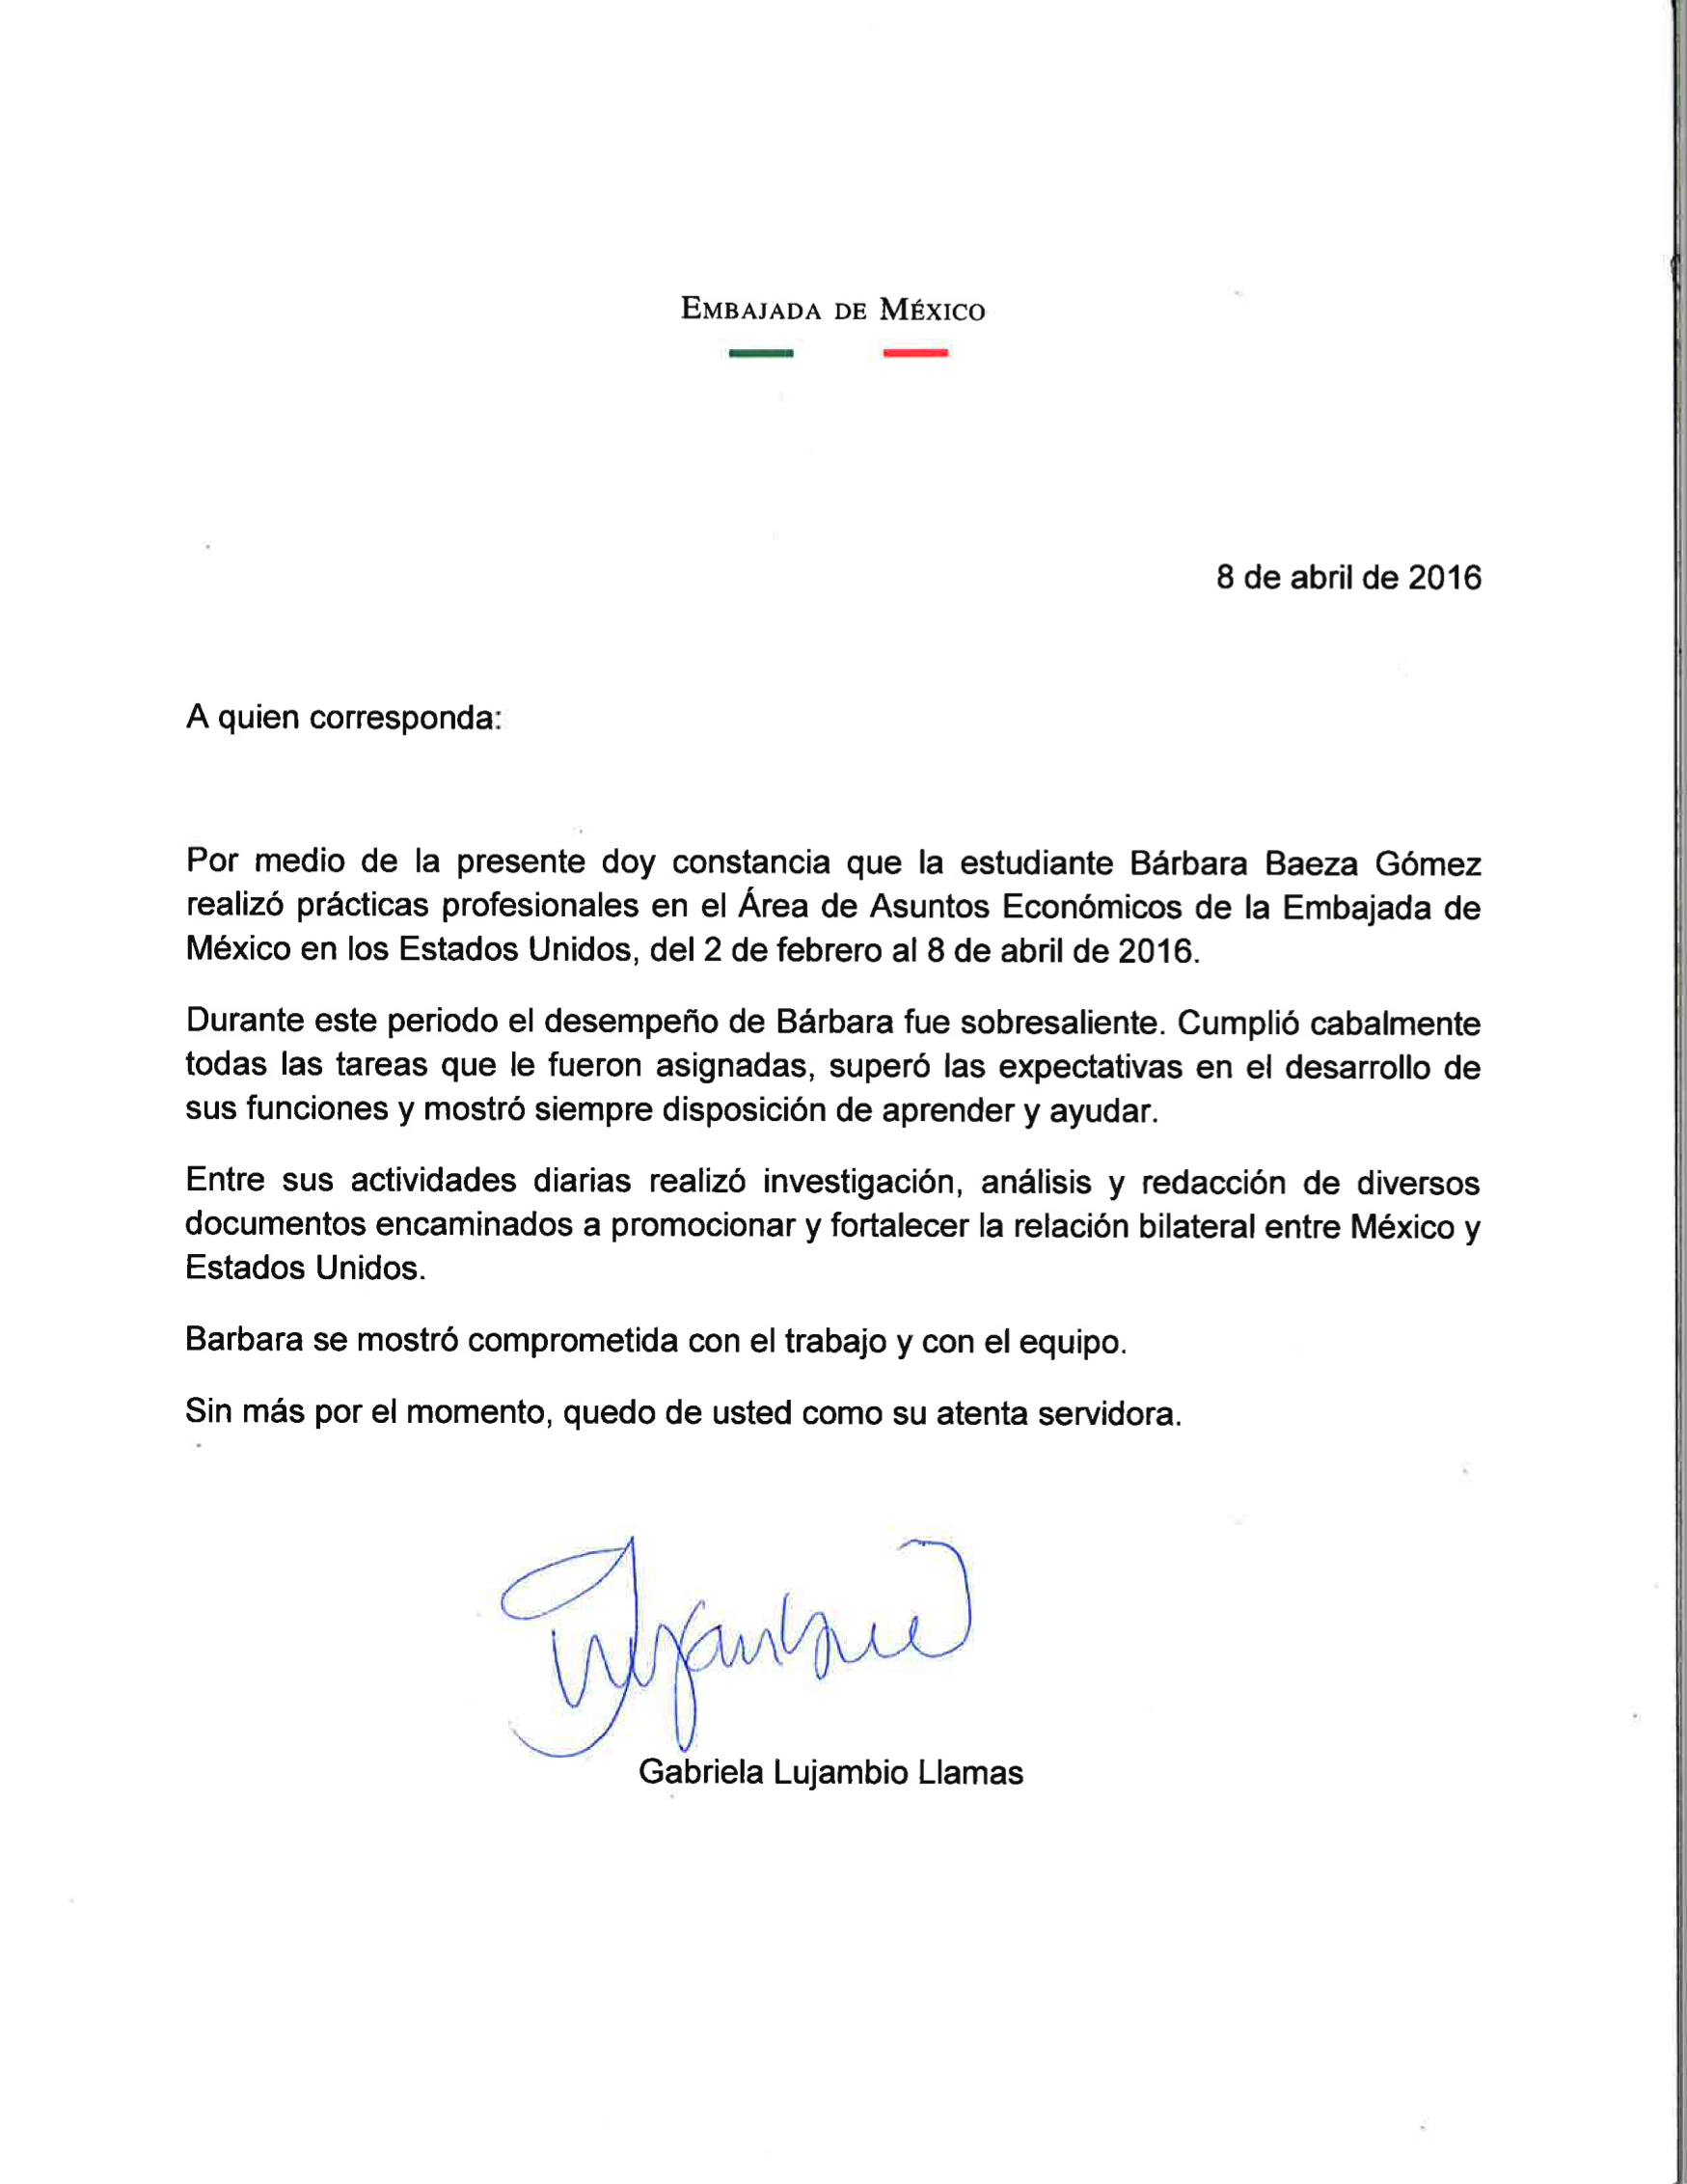 EMBAJADA DE MÉXICO
8 de abril de 2016
A quien corresponda:
Por medio de la presente doy constancia que la estudiante Bárbara Baeza Gómez
realizó prácticas profesionales en el Área de Asuntos Económicos de la Embajada de
México en los Estados Unidos, del 2 de febrero al 8 de abril de 2016.
Durante este periodo el desempeño de Bárbara fue sobresaliente. Cumplió cabalmente
todas las tareas que le fueron asignadas, superó las expectativas en el desarrollo de
sus funciones y mostró siempre disposición de aprender y ayudar.
Entre sus actividades diarias realizó investigación, análisis y redacción de diversos
documentos encaminados a promocionar y fortalecer la relación bilateral entre México y
Estados Unidos.
Barbara se mostró comprometida con el trabajo y con el equipo.
Sin más por el momento, quedo de usted como su atenta servidora.
Gabriela Lujambio Llamas